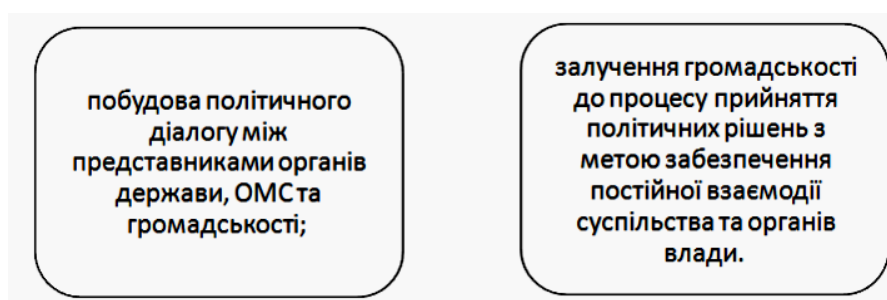 побудова політичного
діалогу між
представниками органів
держави, ОМС та
громадськості;
залучення громадськості
до процесу прийняття
політичних рішень з
метою забезпечення
постійної взаємодії
суспільства та органів
влади.